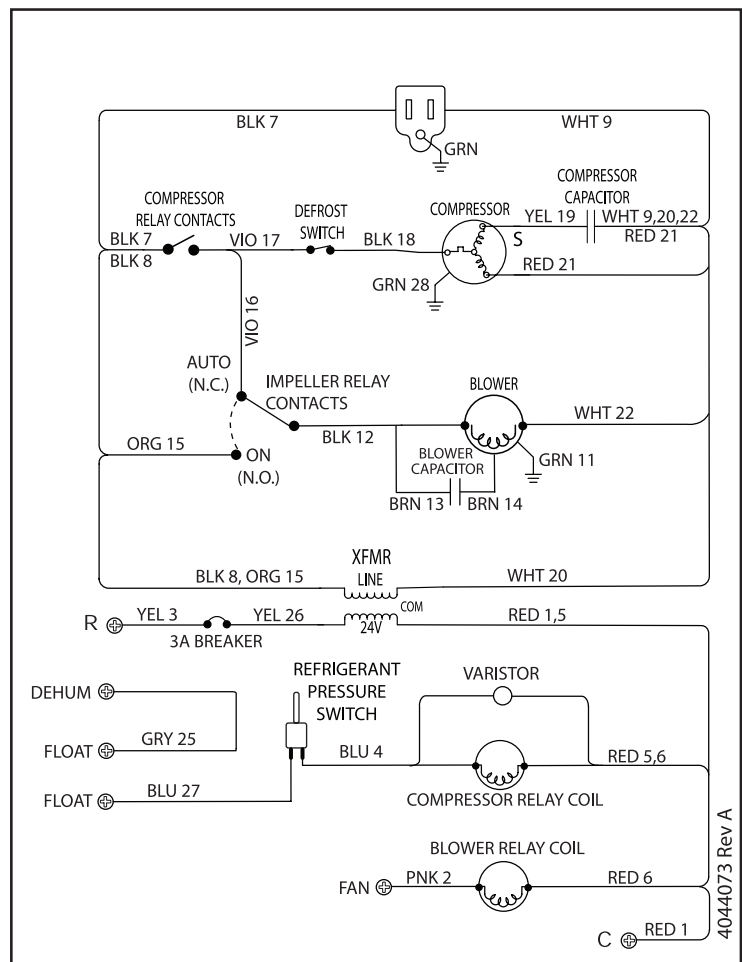 BLK 7
WHT 9
GRN
COMPRESSOR
RELAY CONTACTS
DEFROST
SWITCH
COMPRESSOR
COMPRESSOR
CAPACITOR
BLK 7
BLK 8
VIO 17
BLK 18
S
YEL 19
WHT 9,20,22
RED 21
RED 21
GRN 28
VIO 16
AUTO
(N.C.)
IMPELLER RELAY
CONTACTS
BLOWER
WHT 22
BLK 12
ORG 15
ON
(N.O.)
BLOWER
CAPACITOR
GRN 11
BRN 13
BRN 14
XFMR
LINE
BLK 8, ORG 15
WHT 20
COM
24V
R
YEL 3
YEL 26
RED 1,5
3A BREAKER
REFRIGERANT
PRESSURE
SWITCH
VARISTOR
DEHUM
GRY 25
FLOAT
BLU 4
RED 5,6
FLOAT
BLU 27
COMPRESSOR RELAY COIL
BLOWER RELAY COIL
FAN
PNK 2
RED 6
C
RED 1
4044073 Rev A